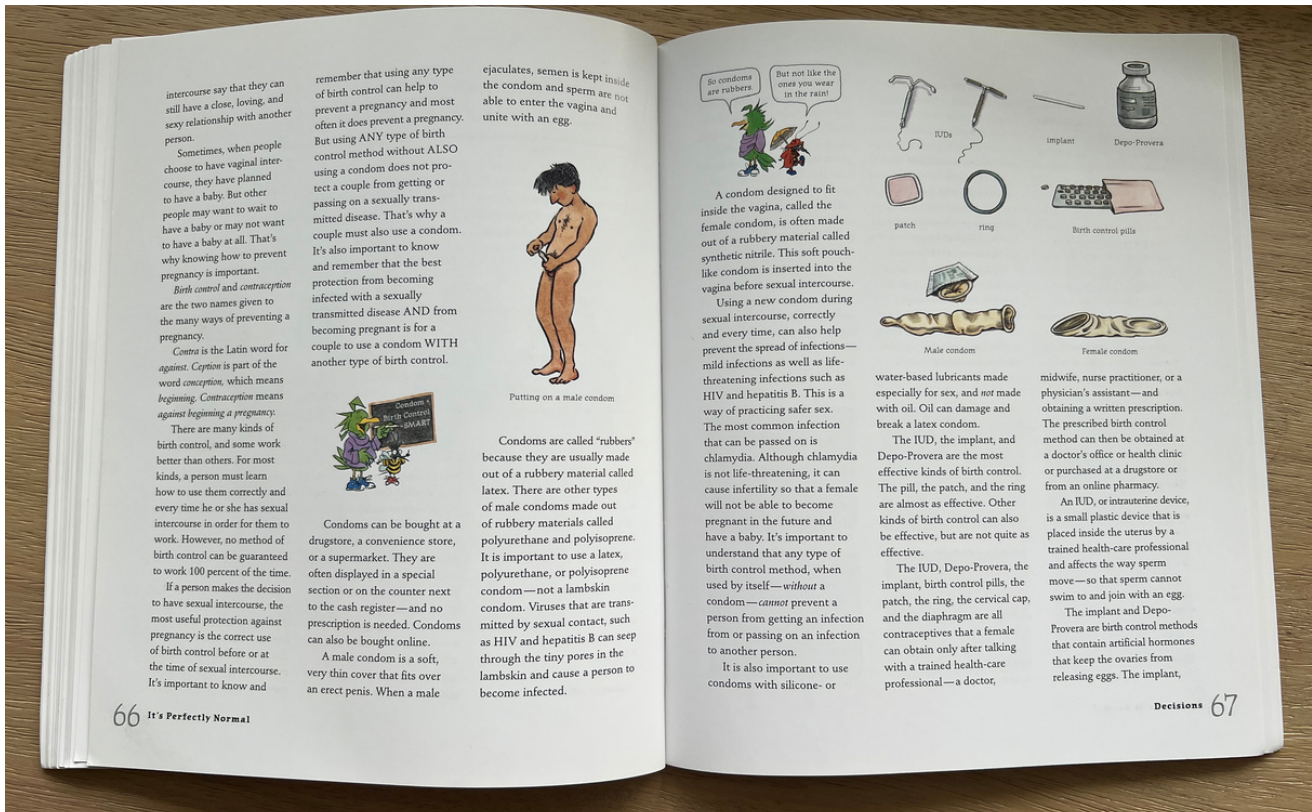 intercourse say that they can
still have a close, loving, and
sexy relationship with another
person.
Sometimes, when people
choose to have vaginal inter-
course, they have planned
to have a baby. But other
people may want to wait to
have a baby or may not want
to have a baby at all. That's
why knowing how to prevent
pregnancy is important.
Birth control and contraception
are the two names given to
the many ways of preventing a
pregnancy.
Contra is the Latin word for
against. Ception is part of the
word conception, which means
beginning. Contraception means
against beginning a pregnancy.
There are many kinds of
birth control, and some work
better than others. For most
kinds, a person must learn
how to use them correctly and
every time he or she has sexual
intercourse in order for them to
work. However, no method of
birth control can be guaranteed
to work 100 percent of the time.
If a person makes the decision
to have sexual intercourse, the
most useful protection against
pregnancy is the correct use
of birth control before or at
the time of sexual intercourse.
It's important to know and
remember that using any type
of birth control can help to
prevent a pregnancy and most
often it does prevent a pregnancy.
But using ANY type of birth
control method without ALSO
using a condom does not pro-
tect a couple from getting or
passing on a sexually trans-
mitted disease. That's why a
couple must also use a condom.
It's also important to know
and remember that the best
protection from becoming
infected with a sexually
transmitted disease AND from
becoming pregnant is for a
couple to use a condom WITH
another type of birth control.
Condom +
Birth Control
=SMART
Condoms can be bought at a
drugstore, a convenience store,
or a supermarket. They are
often displayed in a special
section or on the counter next
to the cash register—and no
prescription is needed. Condoms
can also be bought online.
A male condom is a soft,
very thin cover that fits over
an erect penis. When a male
ejaculates, semen is kept inside
the condom and sperm are not
able to enter the vagina and
unite with an egg.
Putting on a male condom
Condoms are called "rubbers"
because they are usually made
out of a rubbery material called
latex. There are other types
of male condoms made out
of rubbery materials called
polyurethane and polyisoprene.
It is important to use a latex,
polyurethane, or polyisoprene
condom—not a lambskin
condom. Viruses that are trans-
mitted by sexual contact, such
as HIV and hepatitis B can seep
through the tiny pores in the
lambskin and cause a person to
become infected.
66 It's Perfectly Normal
So condoms
are rubbers.
But not like the
ones you wear
in the rain!
A condom designed to fit
inside the vagina, called the
female condom, is often made
out of a rubbery material called
synthetic nitrile. This soft pouch-
like condom is inserted into the
vagina before sexual intercourse.
Using a new condom during
sexual intercourse, correctly
and every time, can also help
prevent the spread of infections—
mild infections as well as life-
threatening infections such as
HIV and hepatitis B. This is a
way of practicing safer sex.
The most common infection
that can be passed on is
chlamydia. Although chlamydia
is not life-threatening, it can
cause infertility so that a female
will not be able to become
pregnant in the future and
have a baby. It's important to
understand that any type of
birth control method, when
used by itself—without a
condom—cannot prevent a
person from getting an infection
from or passing on an infection
to another person.
It is also important to use
condoms with silicone- or
IUDs
implant
Depo-Provera
patch
ring
Birth control pills
Male condom
Female condom
water-based lubricants made
especially for sex, and not made
with oil. Oil can damage and
break a latex condom.
The IUD, the implant, and
Depo-Provera are the most
effective kinds of birth control.
The pill, the patch, and the ring
are almost as effective. Other
kinds of birth control can also
be effective, but are not quite as
effective.
The IUD, Depo-Provera, the
implant, birth control pills, the
patch, the ring, the cervical cap,
and the diaphragm are all
contraceptives that a female
can obtain only after talking
with a trained health-care
professional—a doctor,
midwife, nurse practitioner, or a
physician's assistant—and
obtaining a written prescription.
The prescribed birth control
method can then be obtained at
a doctor's office or health clinic
or purchased at a drugstore or
from an online pharmacy.
An IUD, or intrauterine device,
is a small plastic device that is
placed inside the uterus by a
trained health-care professional
and affects the way sperm
move—so that sperm cannot
swim to and join with an egg.
The implant and Depo-
Provera are birth control methods
that contain artificial hormones
that keep the ovaries from
releasing eggs. The implant,
Decisions 67